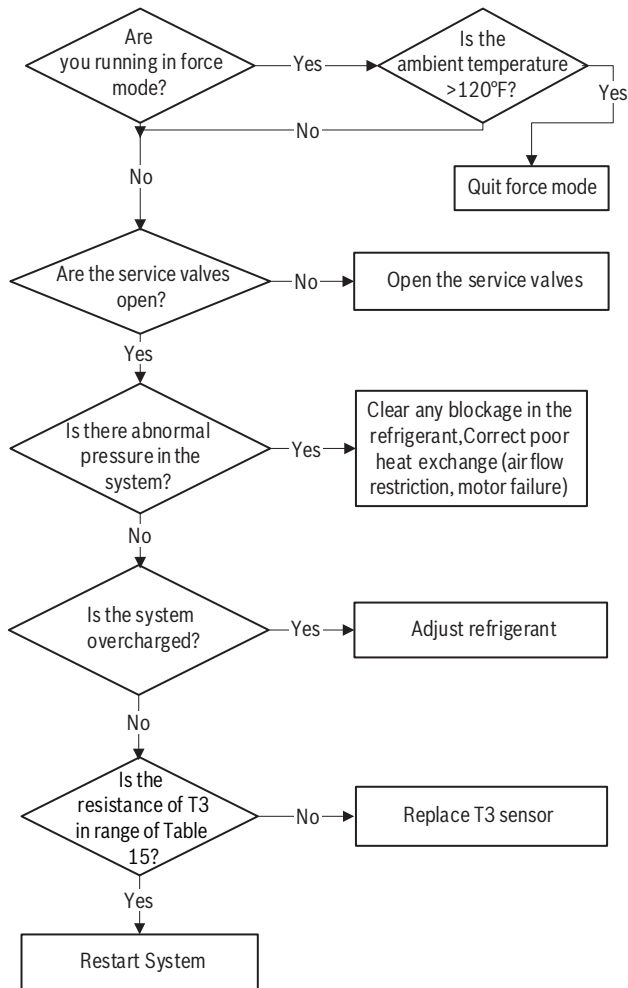 Are
you running in force
mode?
Yes
Is the
ambient temperature
>120°F?
Yes
No
Quit force mode
No
Are the service valves
open?
No
Open the service valves
Yes
Is there abnormal
pressure in the
system?
Yes
Clear any blockage in the
refrigerant,Correct poor
heat exchange (air flow
restriction, motor failure)
No
Is the system
overcharged?
Yes
Adjust refrigerant
No
Is the
resistance of T3
in range of Table
15?
No
Replace T3 sensor
Yes
Restart System